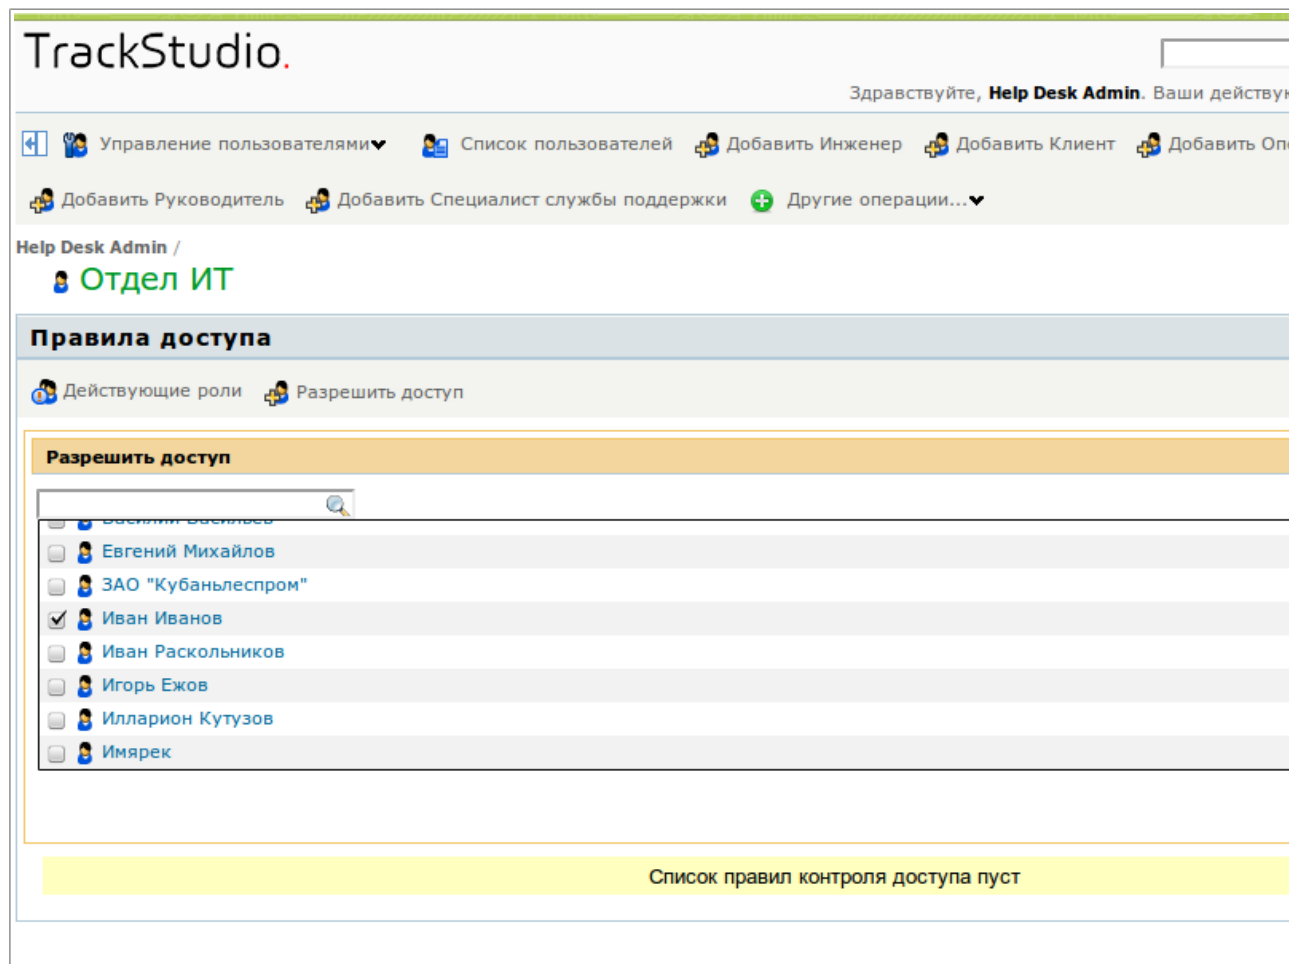 TrackStudio.
Здравствуйте, Help Desk Admin. Ваши
Управление пользователями Список пользователей Добавить Инженер Добавить Клиент Добавить
Добавить Руководитель Добавить Специалист службы поддержки Другие операции...
Help Desk Admin /
Отдел ИТ
Правила доступа
Действующие роли Разрешить доступ
Разрешить доступ
Евгений Михайлов
ЗАО "Кубаньлеспром"
Иван Иванов
Иван Раскольников
Игорь Ежов
Илларион Кутузов
Имярек
Список правил контроля доступа пуст